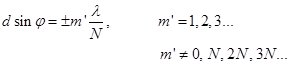 d sin φ = ±m' λ/N, m' = 1, 2, 3...
m' ≠ 0, N, 2N, 3N...